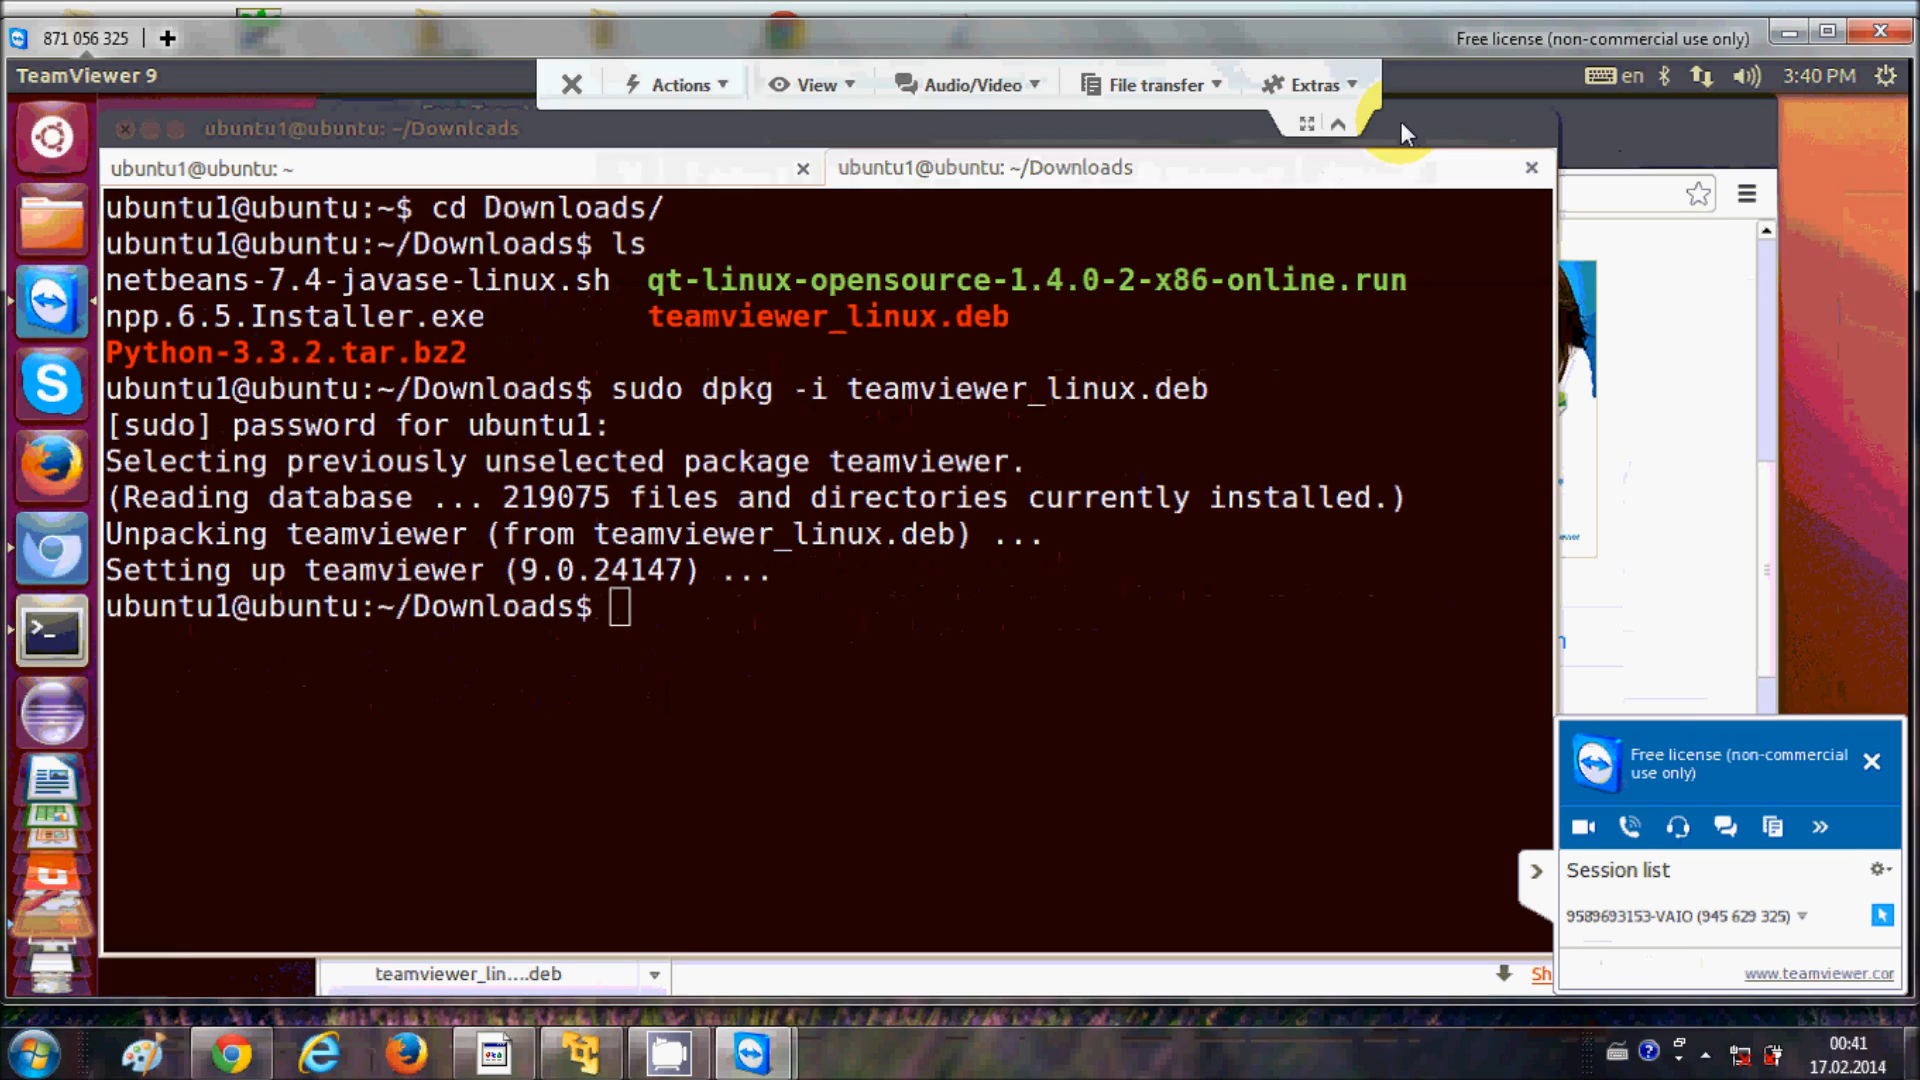 871 056 325
Free license (non-commercial use only)
TeamViewer 9
Actions
View
Audio/Video
File transfer
Extras
en
3:40 PM
ubuntu1@ubuntu: ~/Downloads
ubuntu1@ubuntu: ~
ubuntu1@ubuntu: ~/Downloads
ubuntu1@ubuntu:~$ cd Downloads/
ubuntu1@ubuntu:~/Downloads$ ls
netbeans-7.4-javase-linux.sh qt-linux-opensource-1.4.0-2-x86-online.run
npp.6.5.Installer.exe teamviewer_linux.deb
Python-3.3.2.tar.bz2
ubuntu1@ubuntu:~/Downloads$ sudo dpkg -i teamviewer_linux.deb
[sudo] password for ubuntu1:
Selecting previously unselected package teamviewer.
(Reading database ... 219075 files and directories currently installed.)
Unpacking teamviewer (from teamviewer_linux.deb) ...
Setting up teamviewer (9.0.24147) ...
ubuntu1@ubuntu:~/Downloads$
Free license (non-commercial
use only)
Session list
9589693153-VAIO (945 629 325)
www.teamviewer.cor
teamviewer_lin....deb
Sh
00:41
17.02.2014